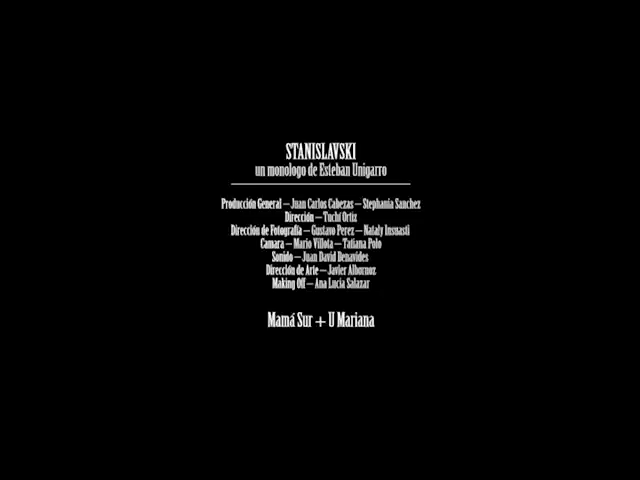 STANISLAVSKI
un monologo de Esteban Unigarro
Producción General – Juan Carlos Cabezas – Stephania Sanchez
Dirección – Tuchi Ortiz
Dirección de Fotografía – Gustavo Perez – Nataly Insuasti
Camara – Mario Villota – Tatiana Polo
Sonido – Juan David Benavides
Dirección de Arte – Javier Albornoz
Making Off – Ana Lucia Salazar
Mamá Sur + U Mariana